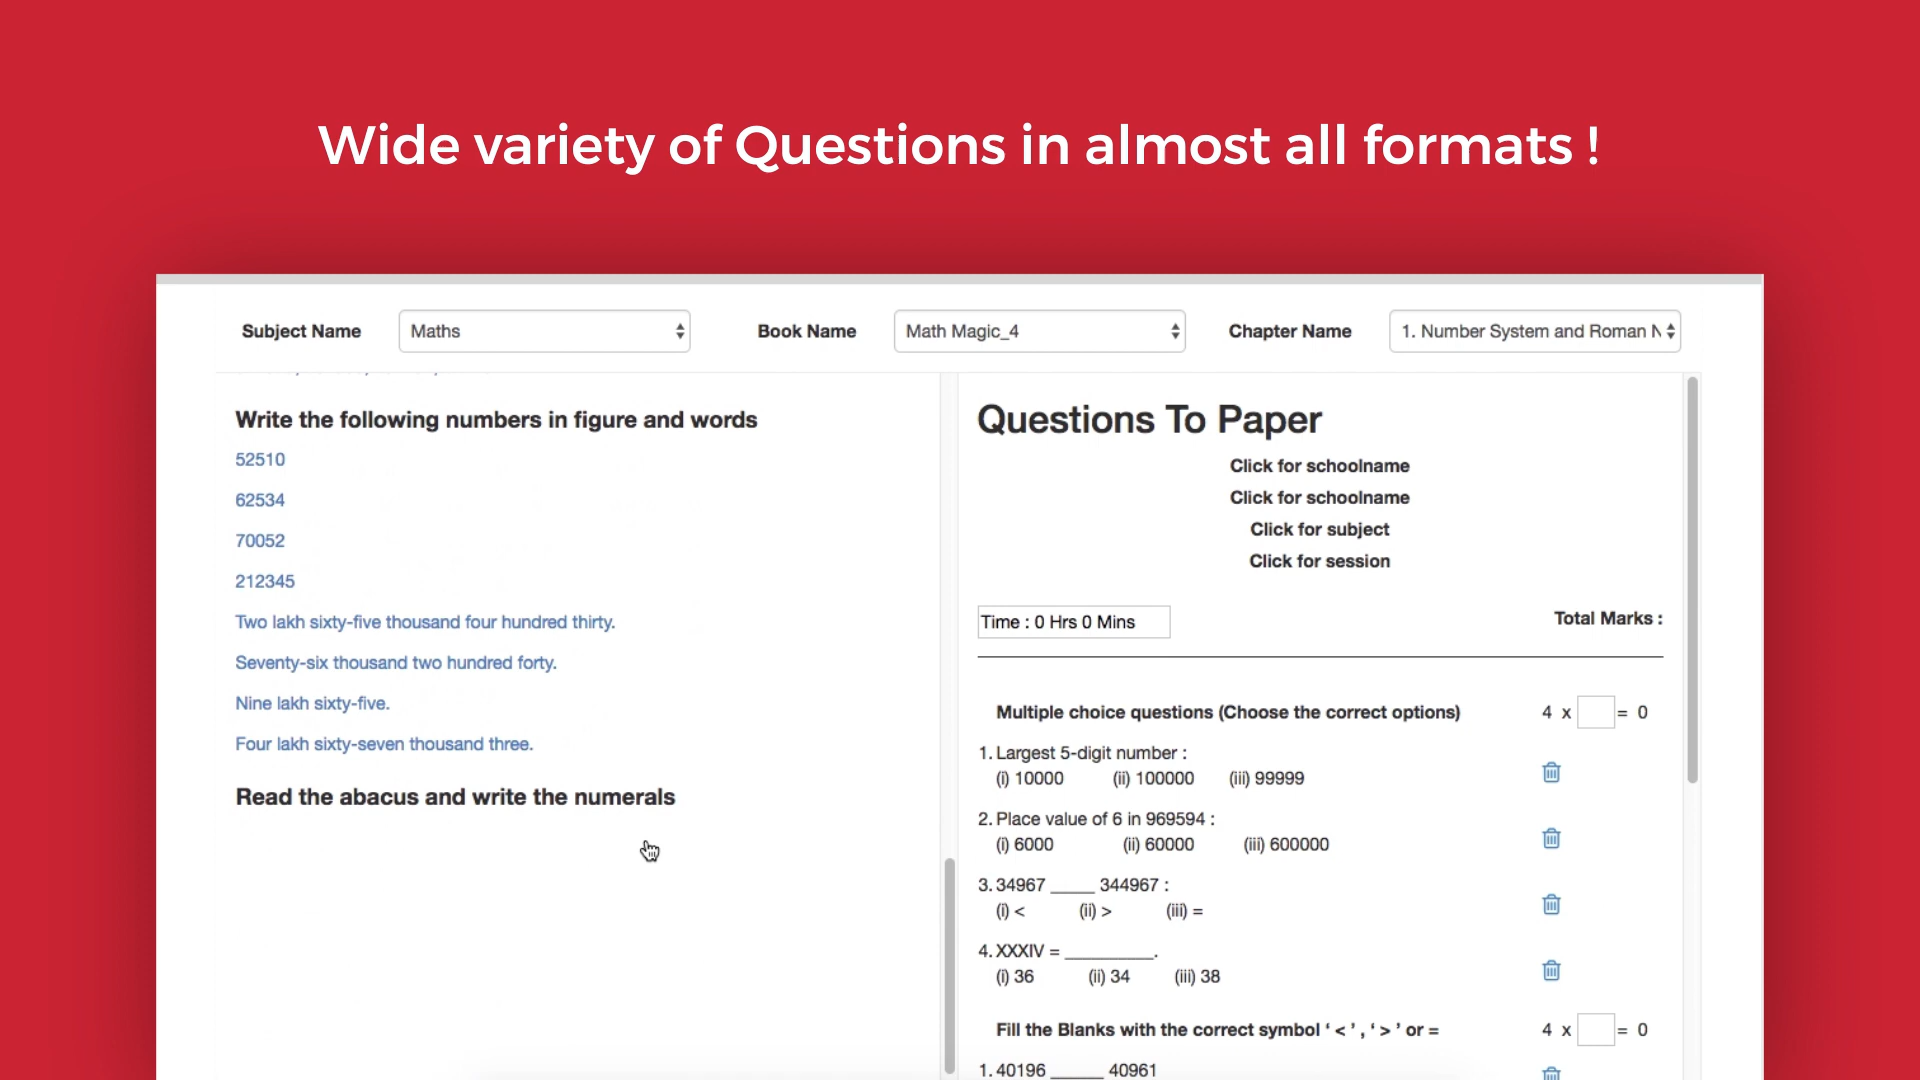 Wide variety of Questions in almost all formats !
Subject Name Maths Book Name Math Magic_4 Chapter Name 1. Number System and Roman N
Write the following numbers in figure and words
52510
62534
70052
212345
Two lakh sixty-five thousand four hundred thirty.
Seventy-six thousand two hundred forty.
Nine lakh sixty-five.
Four lakh sixty-seven thousand three.
Read the abacus and write the numerals
Questions To Paper
Click for schoolname
Click for schoolname
Click for subject
Click for session
Time : 0 Hrs 0 Mins Total Marks :
Multiple choice questions (Choose the correct options) 4 x = 0
1. Largest 5-digit number :
(i) 10000 (ii) 100000 (iii) 99999
2. Place value of 6 in 969594 :
(i) 6000 (ii) 60000 (iii) 600000
3. 34967 _____ 344967 :
(i) < (ii) > (iii) =
4. XXXIV = __________.
(i) 36 (ii) 34 (iii) 38
Fill the Blanks with the correct symbol ‘ < ’ , ‘ > ’ or = 4 x = 0
1. 40196 ______ 40961